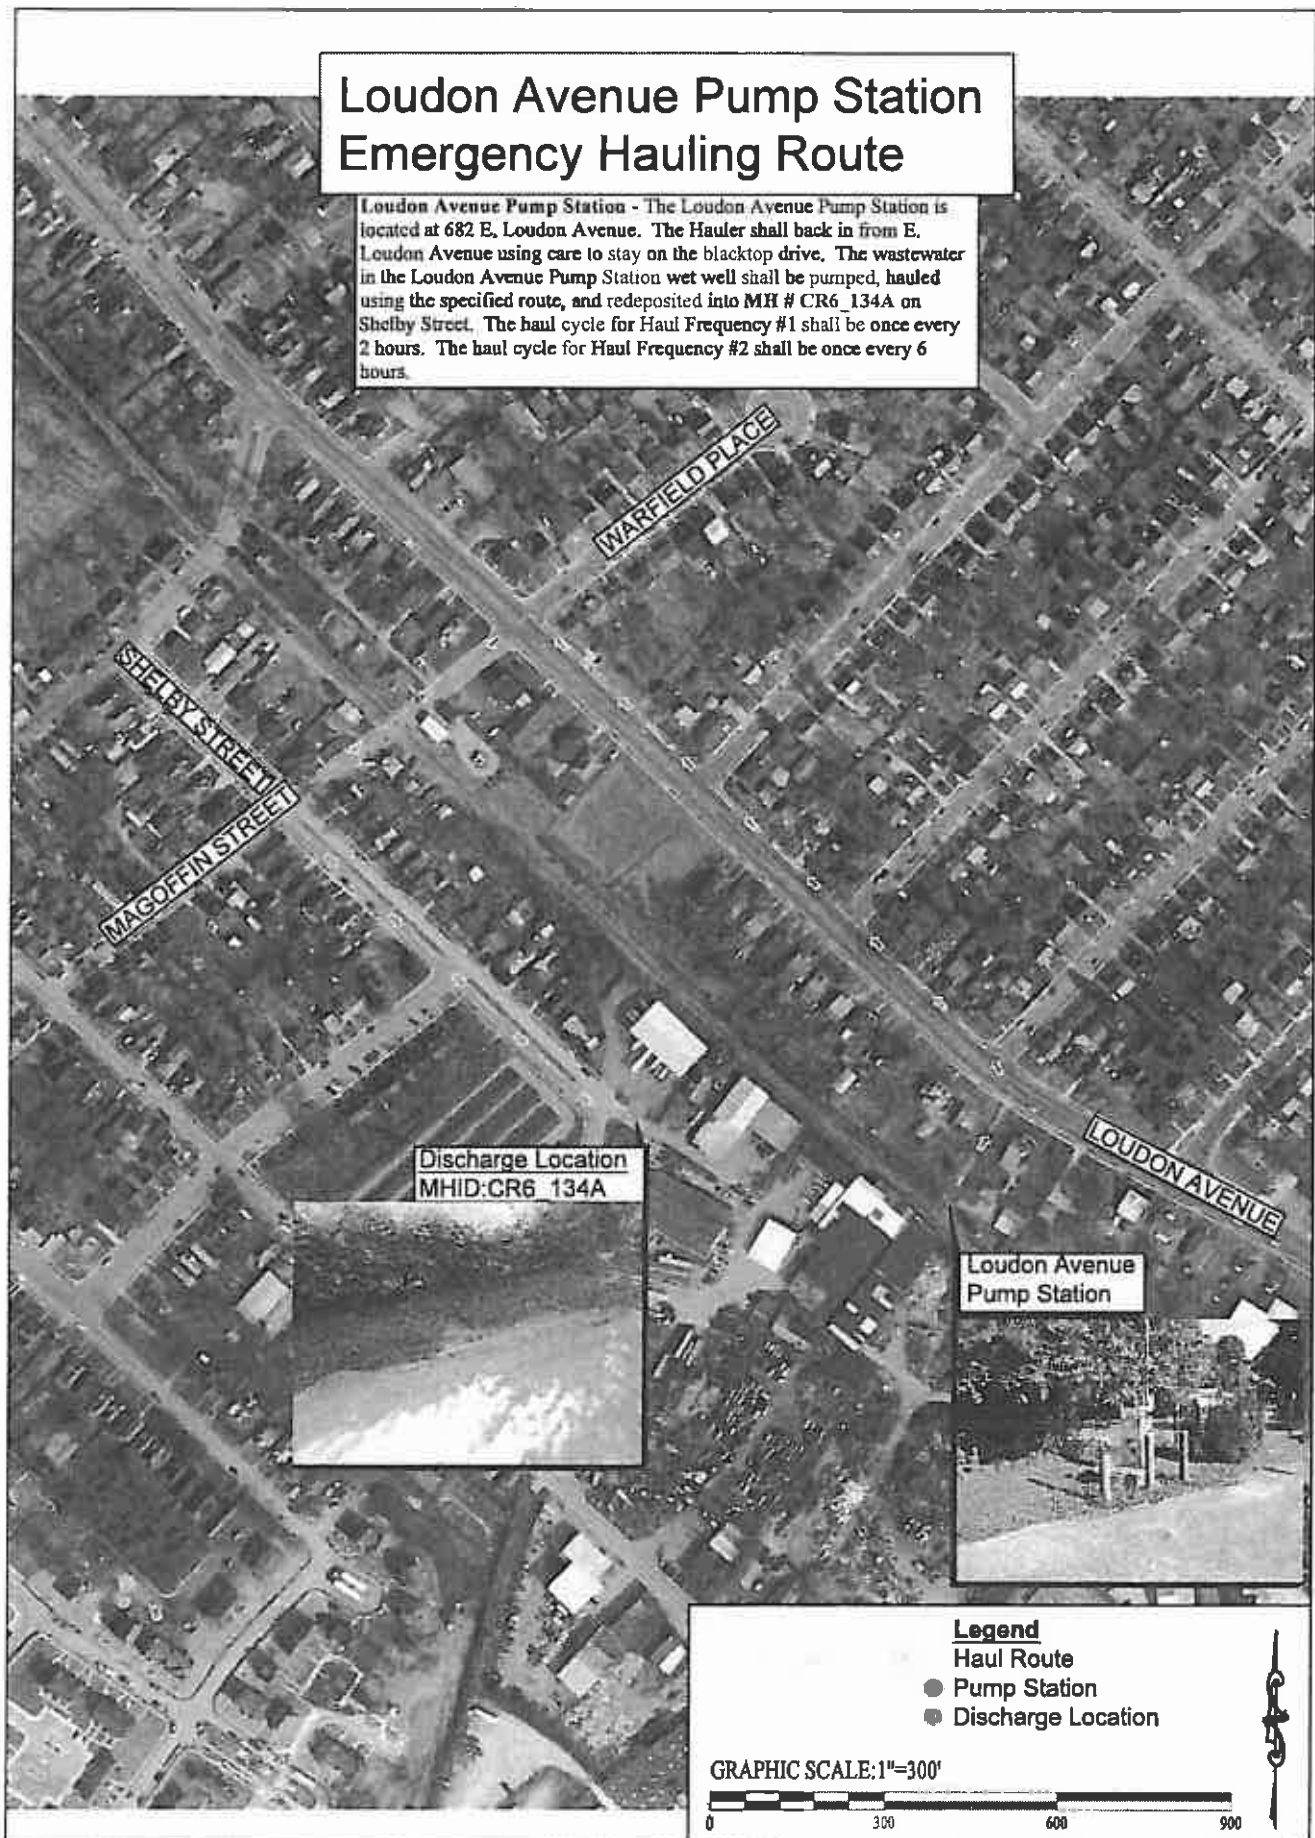 Loudon Avenue Pump Station
Emergency Hauling Route
Loudon Avenue Pump Station - The Loudon Avenue Pump Station is
located at 682 E. Loudon Avenue. The Hauler shall back in from E.
Loudon Avenue using care to stay on the blacktop drive. The wastewater
in the Loudon Avenue Pump Station wet well shall be pumped, hauled
using the specified route, and redeposited into MH # CR6_134A on
Shelby Street. The haul cycle for Haul Frequency #1 shall be once every
2 hours. The haul cycle for Haul Frequency #2 shall be once every 6
hours.
WARFIELD PLACE
SHELBY STREET
MAGOFFIN STREET
LOUDON AVENUE
Discharge Location
MHID:CR6_134A
Loudon Avenue
Pump Station
Legend
Haul Route
Pump Station
Discharge Location
GRAPHIC SCALE:1"=300'
0 300 600 900